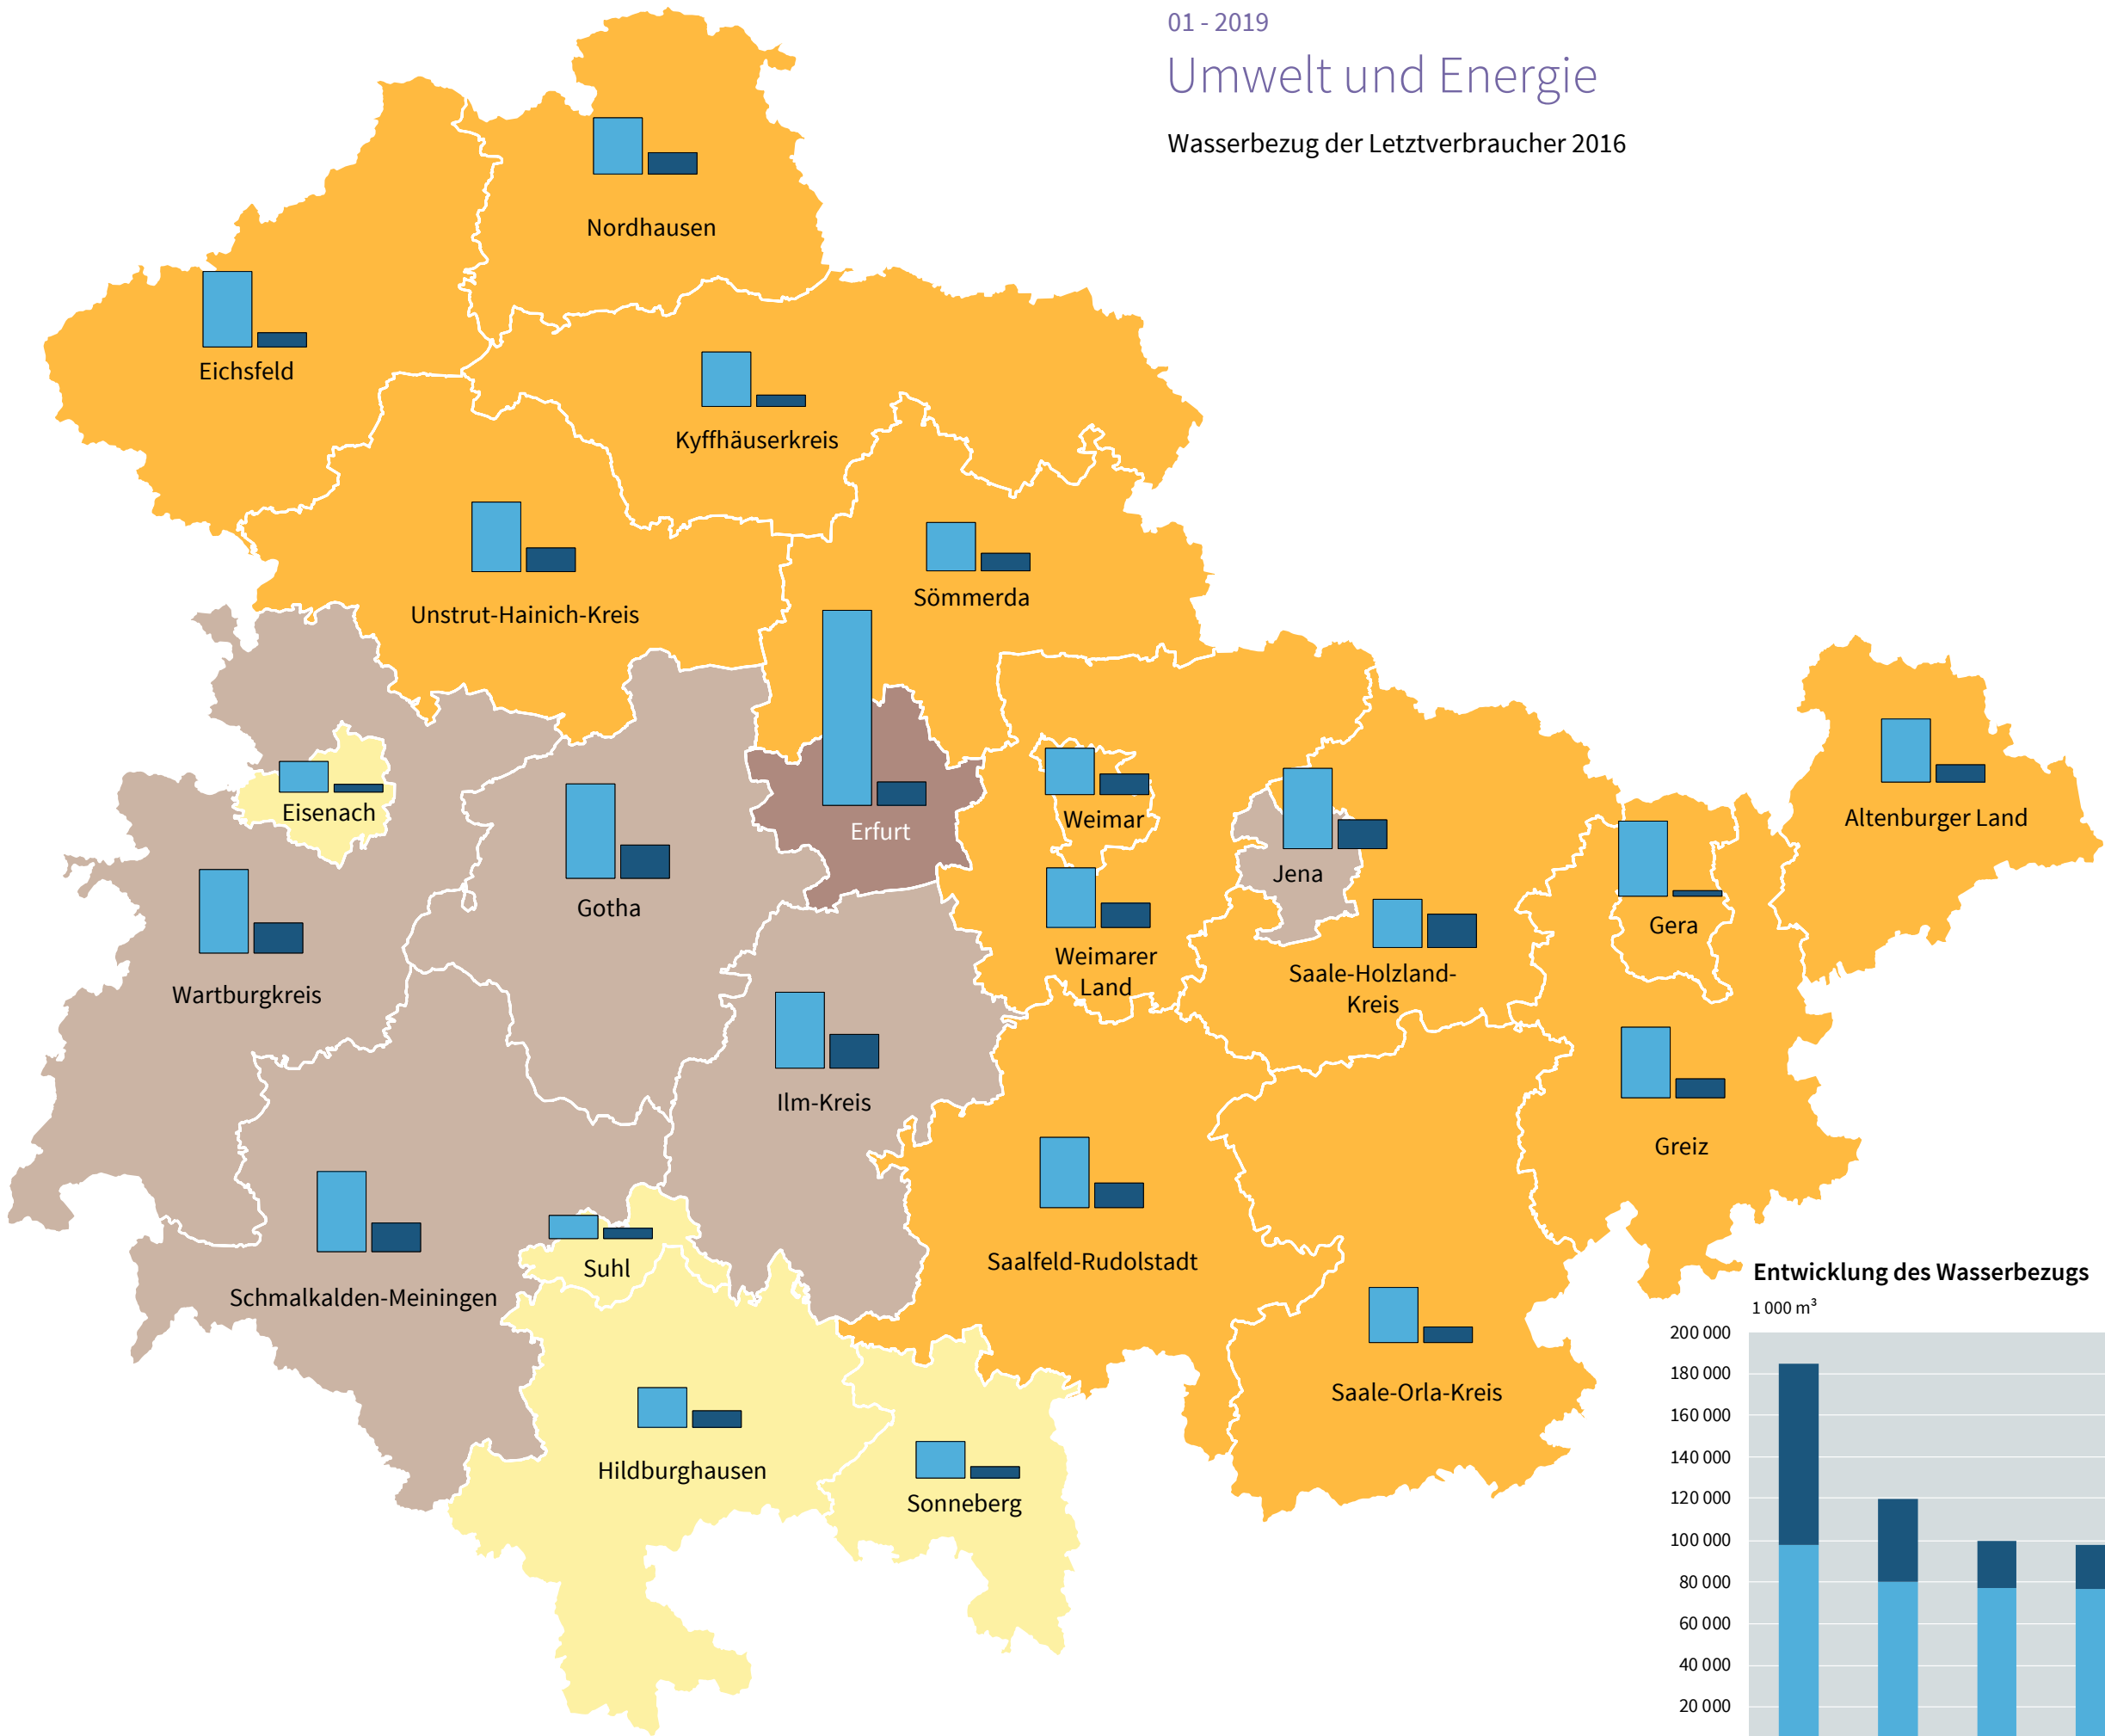 01 - 2019
Umwelt und Energie
Wasserbezug der Letztverbraucher 2016
Nordhausen
Eichsfeld
Kyffhäuserkreis
Unstrut-Hainich-Kreis
Sömmerda
Eisenach
Erfurt
Weimar
Altenburger Land
Jena
Gotha
Gera
Weimarer
Land
Saale-Holzland-
Kreis
Wartburgkreis
Ilm-Kreis
Greiz
Saalfeld-Rudolstadt
Suhl
Schmalkalden-Meiningen
Saale-Orla-Kreis
Hildburghausen
Sonneberg
Entwicklung des Wasserbezugs
1 000 m³
200 000
180 000
160 000
140 000
120 000
100 000
80 000
60 000
40 000
20 000